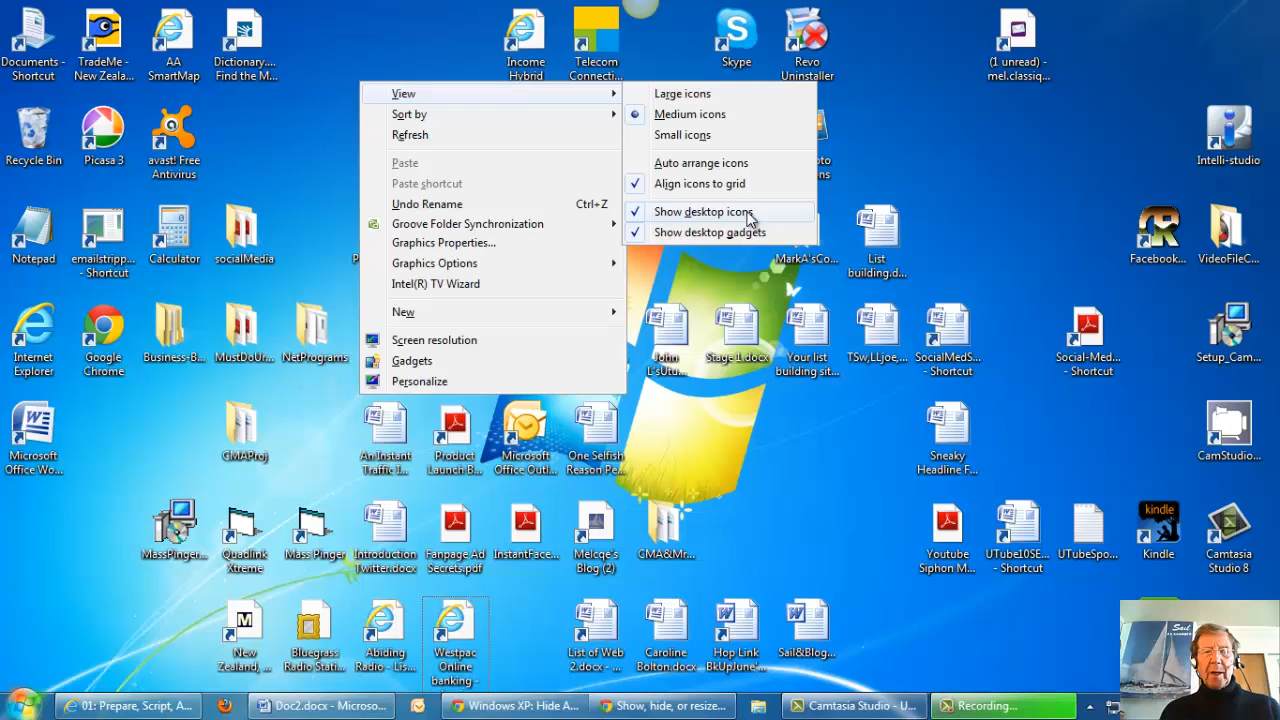 Documents -
Shortcut
TradeMe -
New Zeala...
AA
SmartMap
Dictionary....
Find the M...
Income
Hybrid
Telecom
Connecti...
Skype
Revo
Uninstaller
(1 unread) -
mel.classiq...
Recycle Bin
Picasa 3
avast! Free
Antivirus
Intelli-studio
View
Sort by
Refresh
Paste
Paste shortcut
Undo Rename Ctrl+Z
Groove Folder Synchronization
Graphics Properties...
Graphics Options
Intel(R) TV Wizard
New
Screen resolution
Gadgets
Personalize
Large icons
Medium icons
Small icons
Auto arrange icons
Align icons to grid
Show desktop icons
Show desktop gadgets
Notepad
emailstripp...
- Shortcut
Calculator
socialMedia
MarkA'sCo...
List
building.d...
Facebook...
VideoFileC...
Internet
Explorer
Google
Chrome
Business-B...
MustDoUr...
NetPrograms
John
L'sUtu...
Stage 1.docx
Your list
building sit...
TSw,LLjoe,...
SocialMedS...
- Shortcut
Social-Med...
- Shortcut
Setup_Cam...
Microsoft
Office Wo...
CMAProj
An Instant
Traffic I...
Product
Launch B...
Microsoft
Office Outl...
One Selfish
Reason Pe...
Sneaky
Headline F...
CamStudio...
MassPinger...
Quadlink
Xtreme
Mass Pinger
Introduction
Twitter.docx
Fanpage Ad
Secrets.pdf
InstantFace...
Melcqe's
Blog (2)
CMA&Mr...
Youtube
Siphon M...
UTube10SE...
- Shortcut
UTubeSpo...
kindle
Kindle
Camtasia
Studio 8
New
Zealand, ...
Bluegrass
Radio Stati...
Abiding
Radio - Lis...
Westpac
Online
banking -
List of Web
2.docx - ...
Caroline
Bolton.docx
Hop Link
BkUpJune'...
Sail&Blog...
Sail
01: Prepare, Script, A...
Doc2.docx - Microso...
Windows XP: Hide A...
Show, hide, or resize...
Camtasia Studio - U...
Recording...